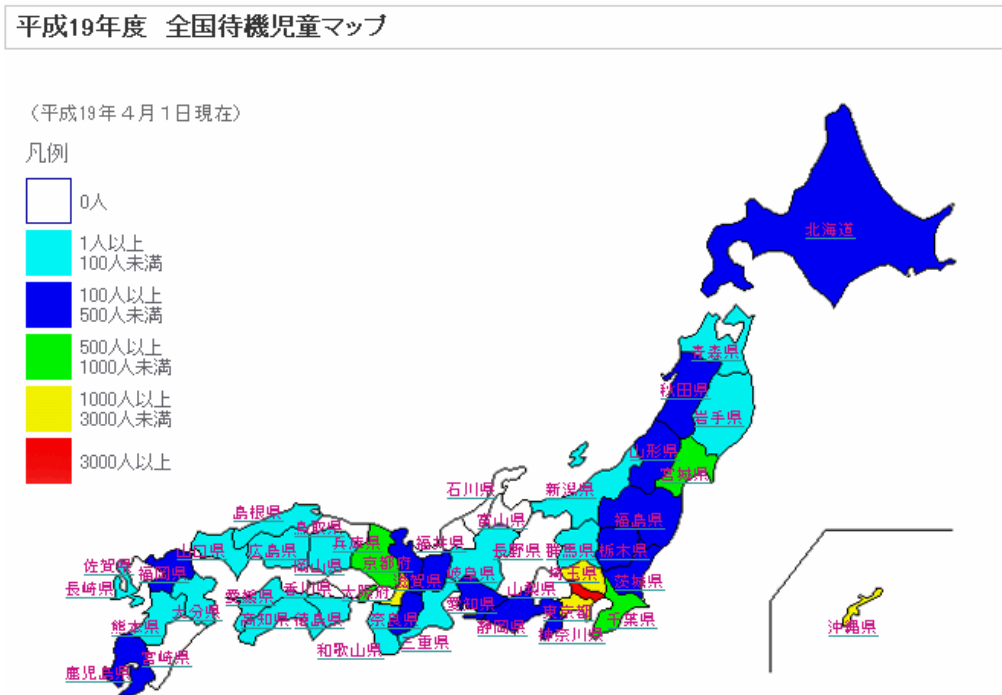 平成19年度 全国待機児童マップ
（平成19年４月１日現在）
凡例
0人
1人以上
100人未満
100人以上
500人未満
500人以上
1000人未満
1000人以上
3000人未満
3000人以上
北海道
青森県
秋田県
岩手県
山形県
宮城県
石川県
新潟県
富山県
福島県
島根県
鳥取県
兵庫県
福井県
長野県
群馬県
栃木県
山口県
広島県
岡山県
京都府
滋賀県
岐阜県
山梨県
埼玉県
茨城県
佐賀県
福岡県
長崎県
愛媛県
香川県
大阪府
愛知県
東京都
千葉県
大分県
高知県
徳島県
奈良県
静岡県
神奈川県
熊本県
和歌山県
三重県
宮崎県
鹿児島県
沖縄県